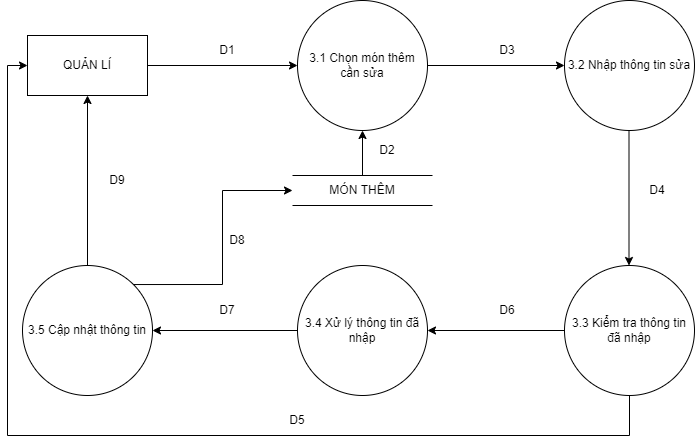 QUẢN LÍ
D1
3.1 Chọn món thêm
cần sửa
D3
3.2 Nhập thông tin sửa
D2
MÓN THÊM
D9
D8
D4
3.5 Cập nhật thông tin
D7
3.4 Xử lý thông tin đã
nhập
D6
3.3 Kiểm tra thông tin
đã nhập
D5